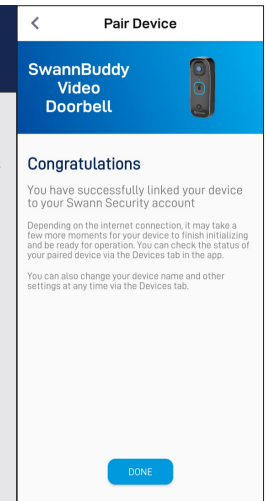 Pair Device
SwannBuddy
Video
Doorbell
Congratulations
You have successfully linked your device
to your Swann Security account
Depending on the internet connection, it may take a
few more moments for your device to finish initializing
and be ready for operation. You can check the status of
your paired device via the Devices tab in the app.
You can also change your device name and other
settings at any time via the Devices tab.
DONE